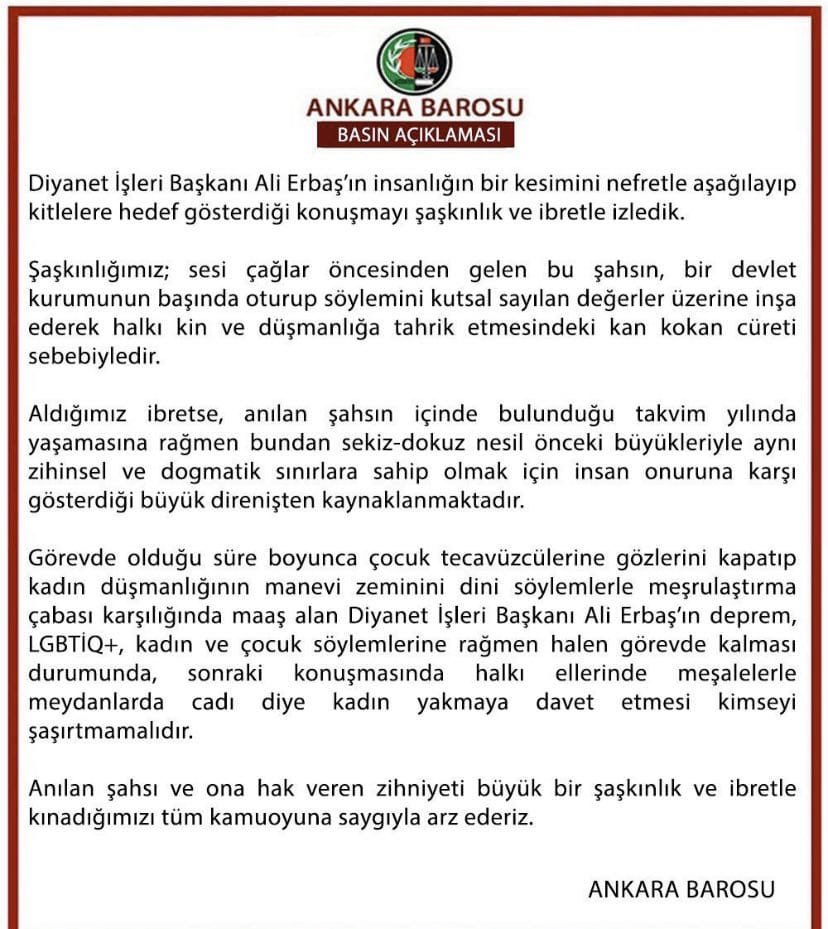 ANKARA BAROSU
BASIN AÇIKLAMASI
Diyanet İşleri Başkanı Ali Erbaş’ın insanlığın bir kesimini nefretle aşağılayıp
kitlelere hedef gösterdiği konuşmayı şaşkınlık ve ibretle izledik.
Şaşkınlığımız; sesi çağlar öncesinden gelen bu şahsın, bir devlet
kurumunun başında oturup söylemini kutsal sayılan değerler üzerine inşa
ederek halkı kin ve düşmanlığa tahrik etmesindeki kan kokan cüreti
sebebiyledir.
Aldığımız ibretse, anılan şahsın içinde bulunduğu takvim yılında
yaşamasına rağmen bundan sekiz-dokuz nesil önceki büyükleriyle aynı
zihinsel ve dogmatik sınırlara sahip olmak için insan onuruna karşı
gösterdiği büyük direnişten kaynaklanmaktadır.
Görevde olduğu süre boyunca çocuk tecavüzcülerine gözlerini kapatıp
kadın düşmanlığının manevi zeminini dini söylemlerle meşrulaştırma
çabası karşılığında maaş alan Diyanet İşleri Başkanı Ali Erbaş’ın deprem,
LGBTİQ+, kadın ve çocuk söylemlerine rağmen halen görevde kalması
durumunda, sonraki konuşmasında halkı ellerinde meşalelerle
meydanlarda cadı diye kadın yakmaya davet etmesi kimseyi
şaşırtmamalıdır.
Anılan şahsı ve ona hak veren zihniyeti büyük bir şaşkınlık ve ibretle
kınadığımızı tüm kamuoyuna saygıyla arz ederiz.
ANKARA BAROSU